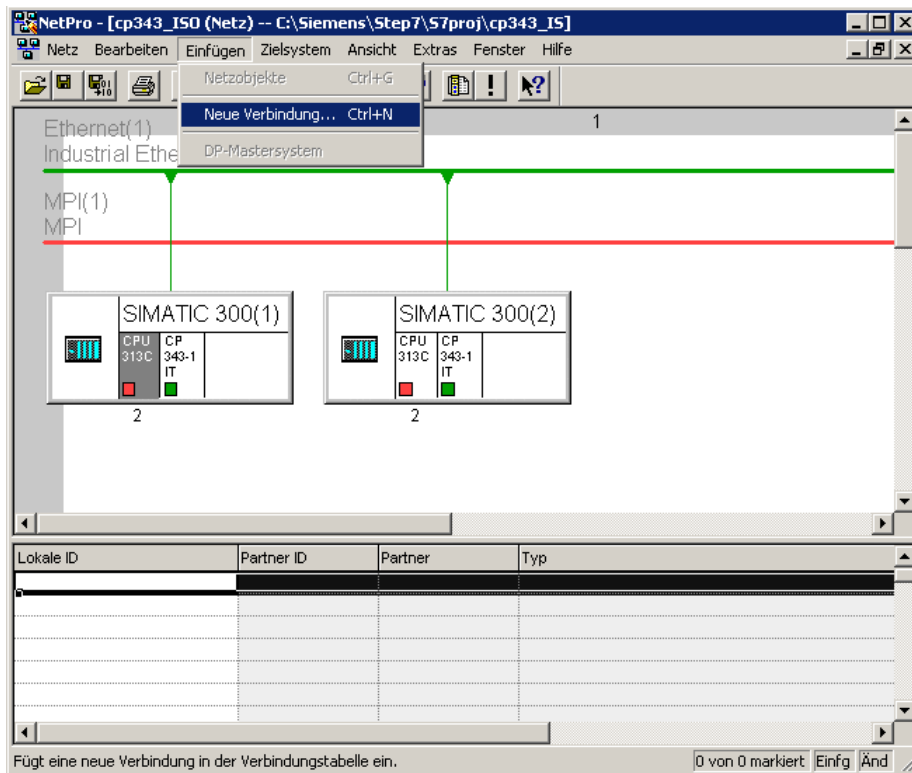 NetPro - [cp343_ISO (Netz) -- C:\Siemens\Step7\S7proj\cp343_IS]
Netz Bearbeiten Einfügen Zielsystem Ansicht Extras Fenster Hilfe
Netzobjekte Ctrl+G
Neue Verbindung... Ctrl+N
DP-Mastersystem
1
Ethernet(1)
Industrial Ethe
MPI(1)
MPI
SIMATIC 300(1)
CPU 313C
CP 343-1 IT
2
SIMATIC 300(2)
CPU 313C
CP 343-1 IT
2
Lokale ID Partner ID Partner Typ
Fügt eine neue Verbindung in der Verbindungstabelle ein.
0 von 0 markiert Einfg Änd